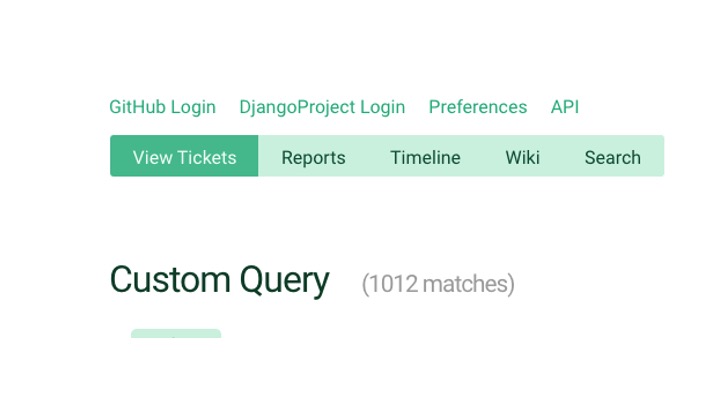 GitHub Login DjangoProject Login Preferences API
View Tickets Reports Timeline Wiki Search
Custom Query (1012 matches)